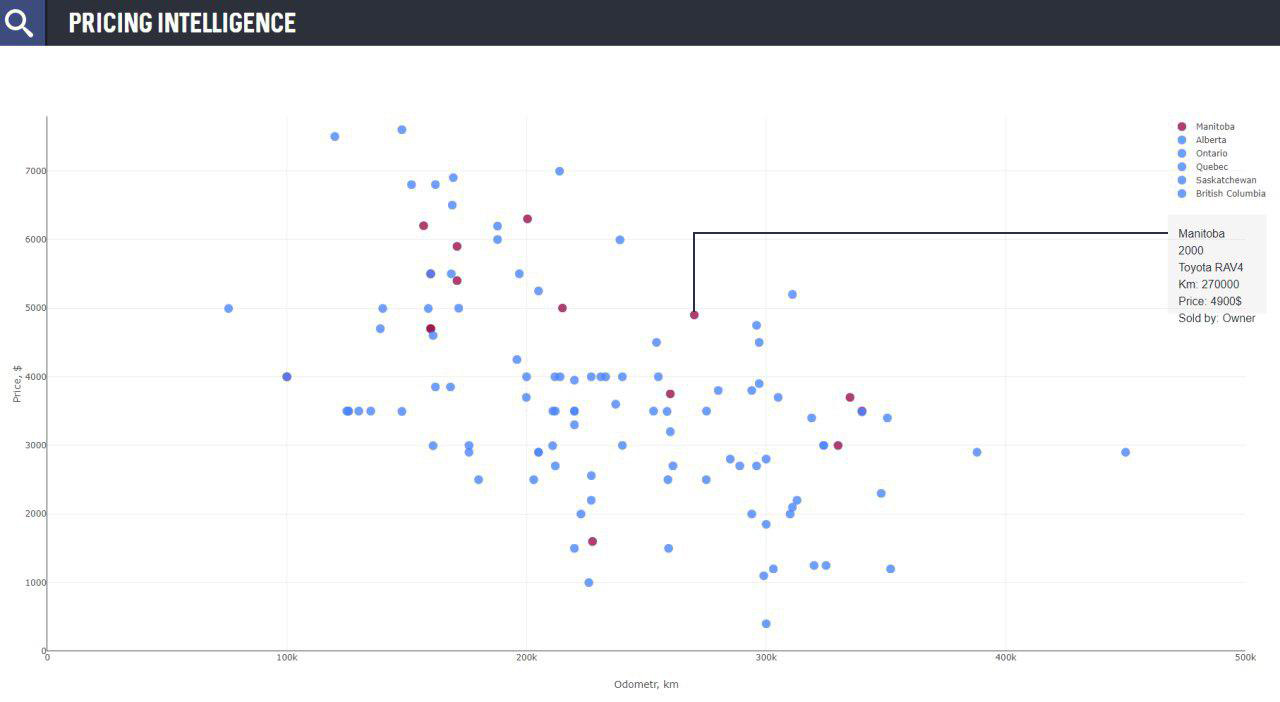 PRICING INTELLIGENCE
Manitoba
Alberta
Ontario
Quebec
Saskatchewan
British Columbia
7000
6000
5000
4000
3000
2000
1000
0
Price, $
Manitoba
2000
Toyota RAV4
Km: 270000
Price: 4900$
Sold by: Owner
0 100k 200k 300k 400k 500k
Odometr, km